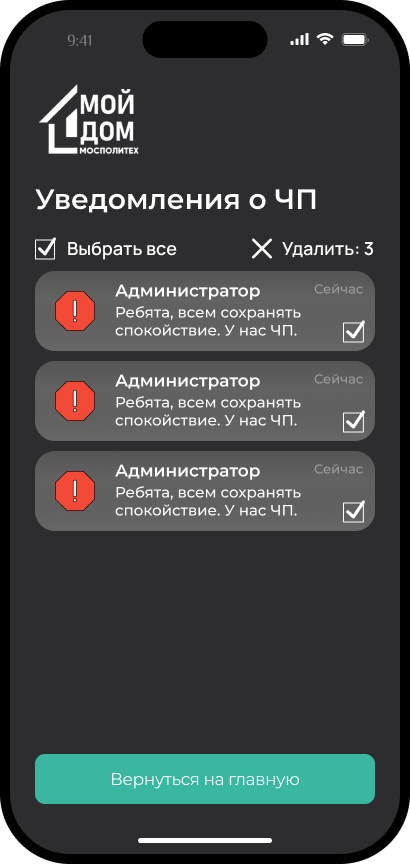 9:41
МОЙ
ДОМ
МОСПОЛИТЕХ
Уведомления о ЧП
Выбрать все
Удалить: 3
Администратор
Сейчас
Ребята, всем сохранять
спокойствие. У нас ЧП.
Администратор
Сейчас
Ребята, всем сохранять
спокойствие. У нас ЧП.
Администратор
Сейчас
Ребята, всем сохранять
спокойствие. У нас ЧП.
Вернуться на главную